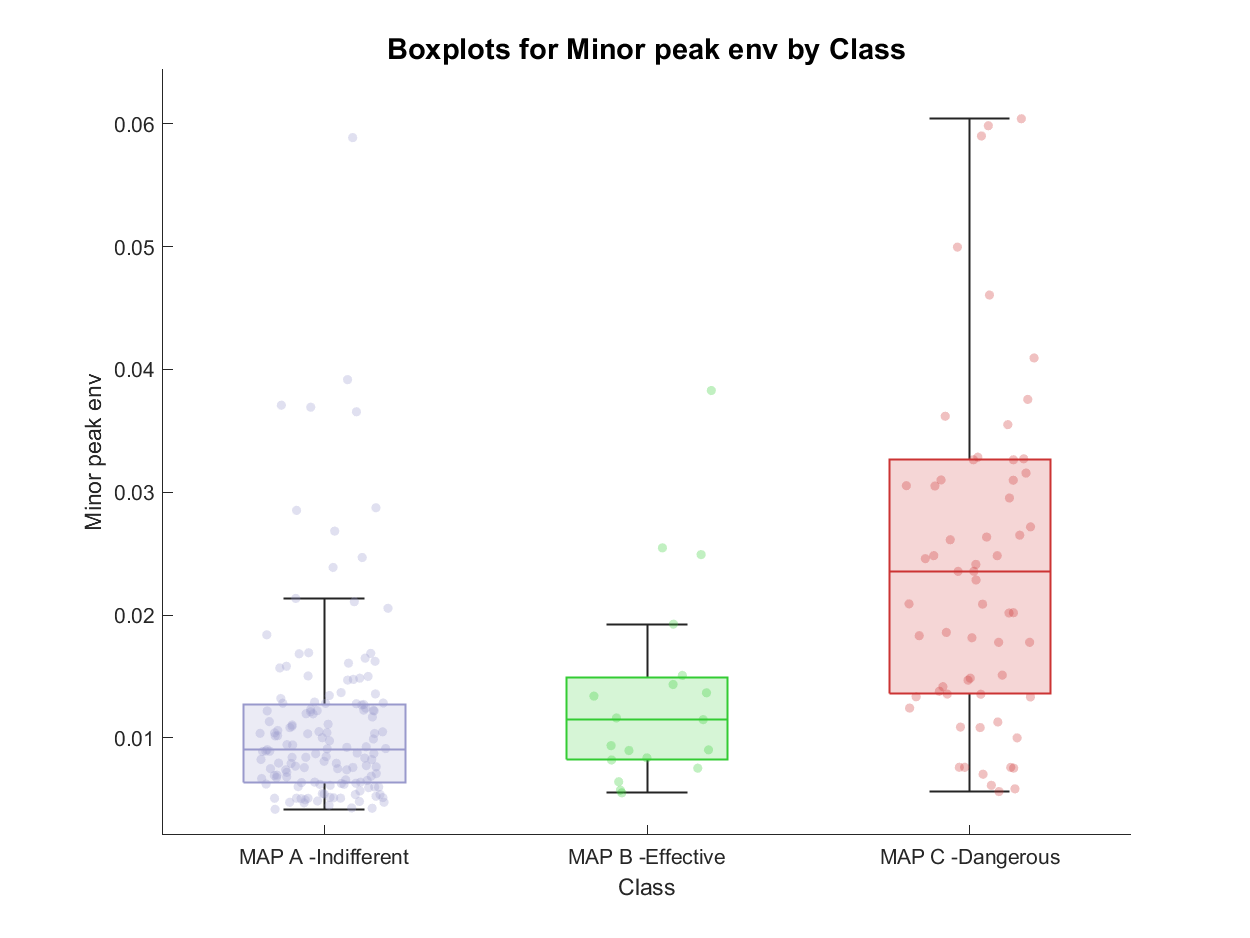 Boxplots for Minor peak env by Class
0.06
0.05
0.04
0.03
0.02
0.01
Minor peak env
MAP A -Indifferent
MAP B -Effective
MAP C -Dangerous
Class